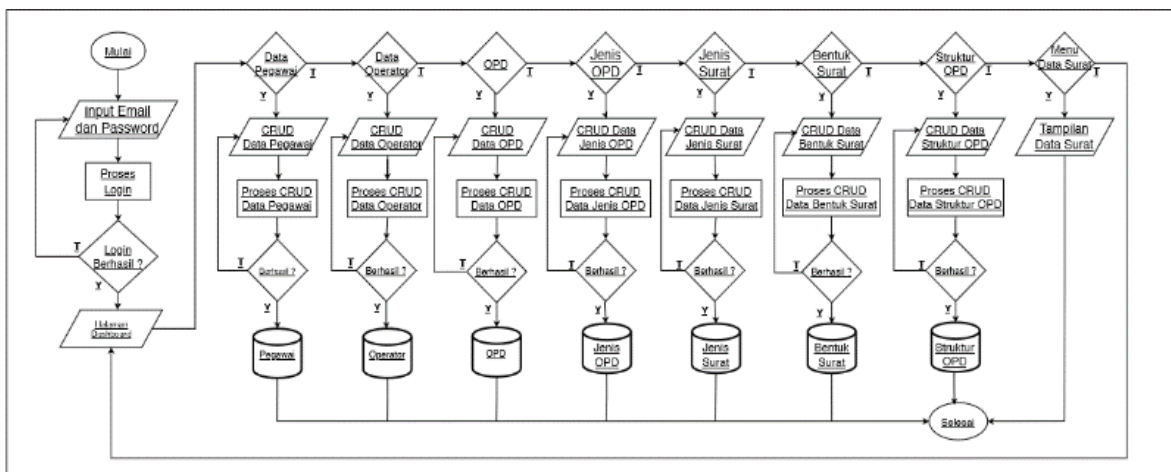 Mulai
Input Email
dan Password
Proses
Login
Login
Berhasil ?
T
Y
Halaman
Dashboard
Data
Pegawai
T
Y
CRUD
Data Pegawai
Proses CRUD
Data Pegawai
T
Berhasil ?
Y
Pegawai
Data
Operator
T
Y
CRUD
Data Operator
Proses CRUD
Data Operator
T
Berhasil ?
Y
Operator
OPD
T
Y
CRUD
Data OPD
Proses CRUD
Data OPD
T
Berhasil ?
Y
OPD
Jenis
OPD
T
Y
CRUD Data
Jenis OPD
Proses CRUD
Data Jenis OPD
T
Berhasil ?
Y
Jenis
OPD
Jenis
Surat
T
Y
CRUD Data
Jenis Surat
Proses CRUD
Data Jenis Surat
T
Berhasil ?
Y
Jenis
Surat
Bentuk
Surat
T
Y
CRUD Data
Bentuk Surat
Proses CRUD
Data Bentuk Surat
T
Berhasil ?
Y
Bentuk
Surat
Struktur
OPD
T
Y
CRUD Data
Struktur OPD
Proses CRUD
Data Struktur OPD
T
Berhasil ?
Y
Struktur
OPD
Menu
Data Surat
T
Y
Tampilan
Data Surat
Selesai